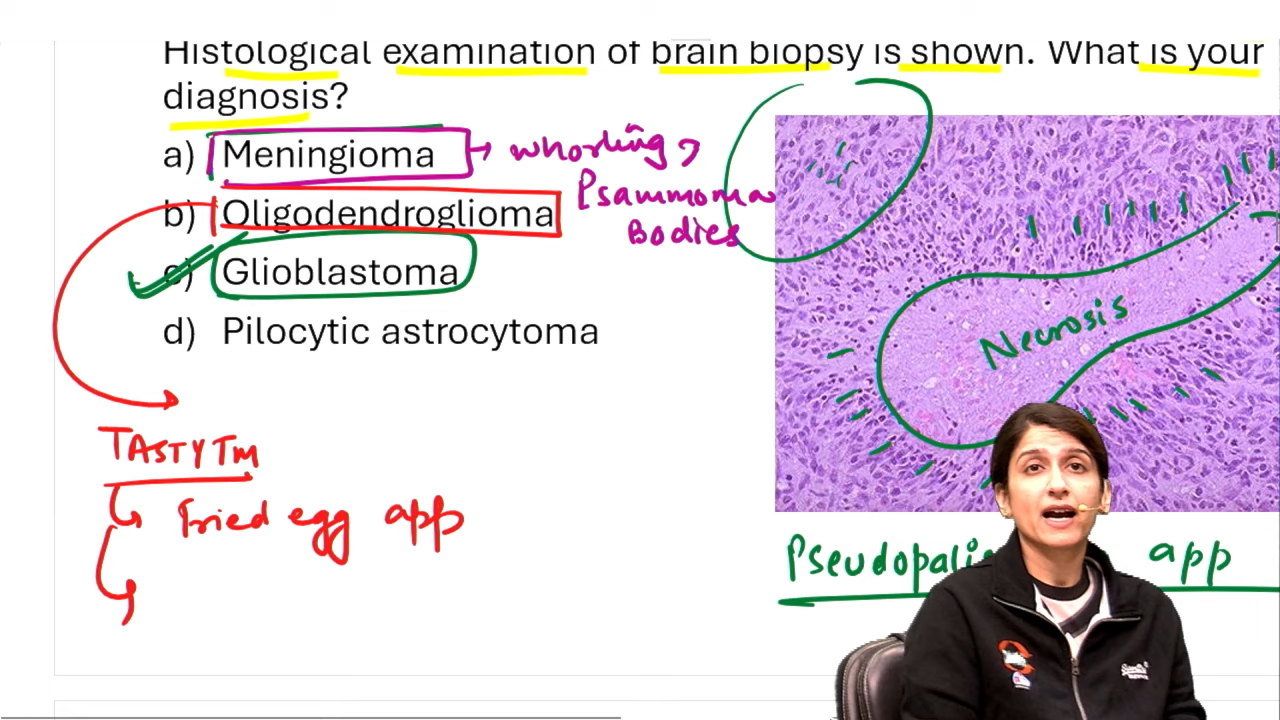 Histological examination of brain biopsy is shown. What is your
diagnosis?
a) Meningioma
whorling,
Psammoma
Bodies
b) Oligodendroglioma
c) Glioblastoma
d) Pilocytic astrocytoma
Necrosis
TASTYTM
Fried egg app
Pseudopali app